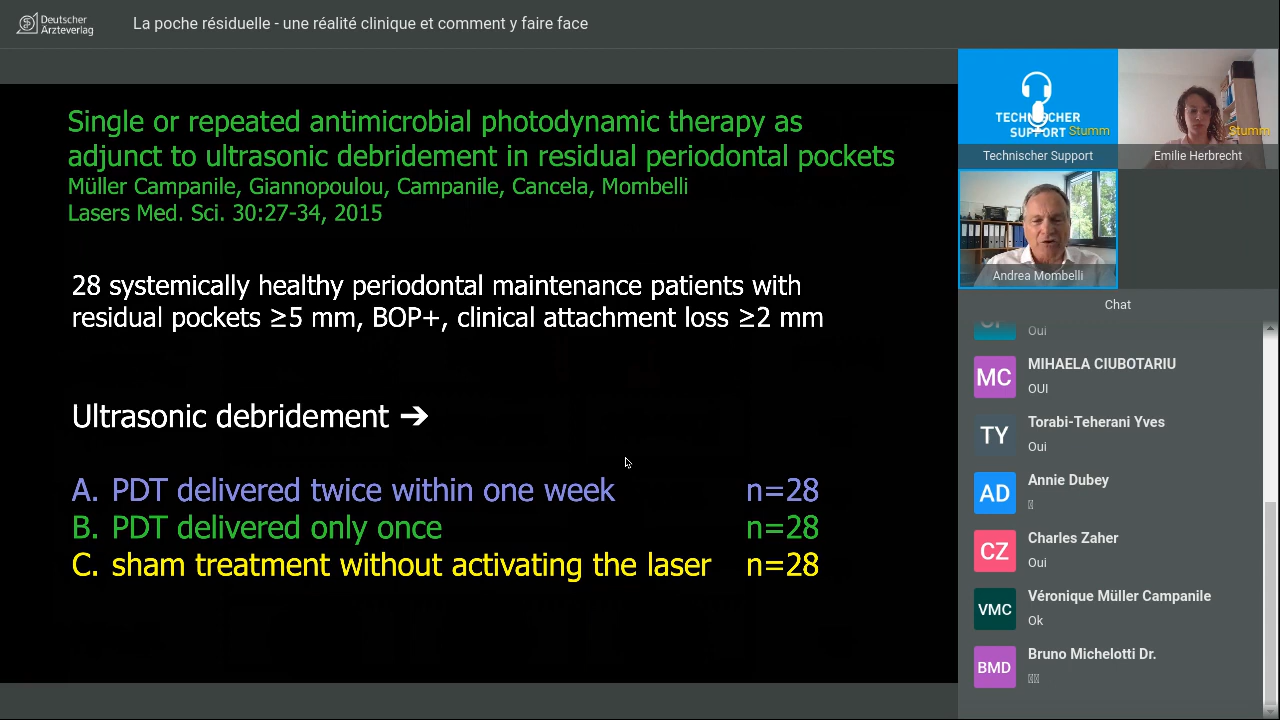 Deutscher
Ärzteverlag
La poche résiduelle - une réalité clinique et comment y faire face
Single or repeated antimicrobial photodynamic therapy as
adjunct to ultrasonic debridement in residual periodontal pockets
Müller Campanile, Giannopoulou, Campanile, Cancela, Mombelli
Lasers Med. Sci. 30:27-34, 2015
28 systemically healthy periodontal maintenance patients with
residual pockets ≥5 mm, BOP+, clinical attachment loss ≥2 mm
Ultrasonic debridement ➔
A. PDT delivered twice within one week n=28
B. PDT delivered only once n=28
C. sham treatment without activating the laser n=28
TECHNISCHER
SUPPORT
Stumm
Technischer Support
Stumm
Emilie Herbrecht
Andrea Mombelli
Chat
Oui
MC
MIHAELA CIUBOTARIU
OUI
TY
Torabi-Teherani Yves
Oui
AD
Annie Dubey
CZ
Charles Zaher
Oui
VMC
Véronique Müller Campanile
Ok
BMD
Bruno Michelotti Dr.